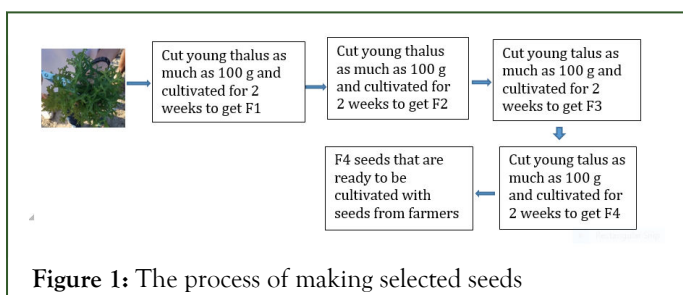 Cut young thalus as
much as 100 g and
cultivated for 2
weeks to get F1
Cut young thalus
as much as 100 g
and cultivated for
2 weeks to get F2
Cut young talus as
much as 100 g and
cultivated for 2
weeks to get F3
Cut young talus as
much as 100 g
and cultivated for
2 weeks to get F4
F4 seeds that are
ready to be
cultivated with
seeds from farmers
Figure 1: The process of making selected seeds